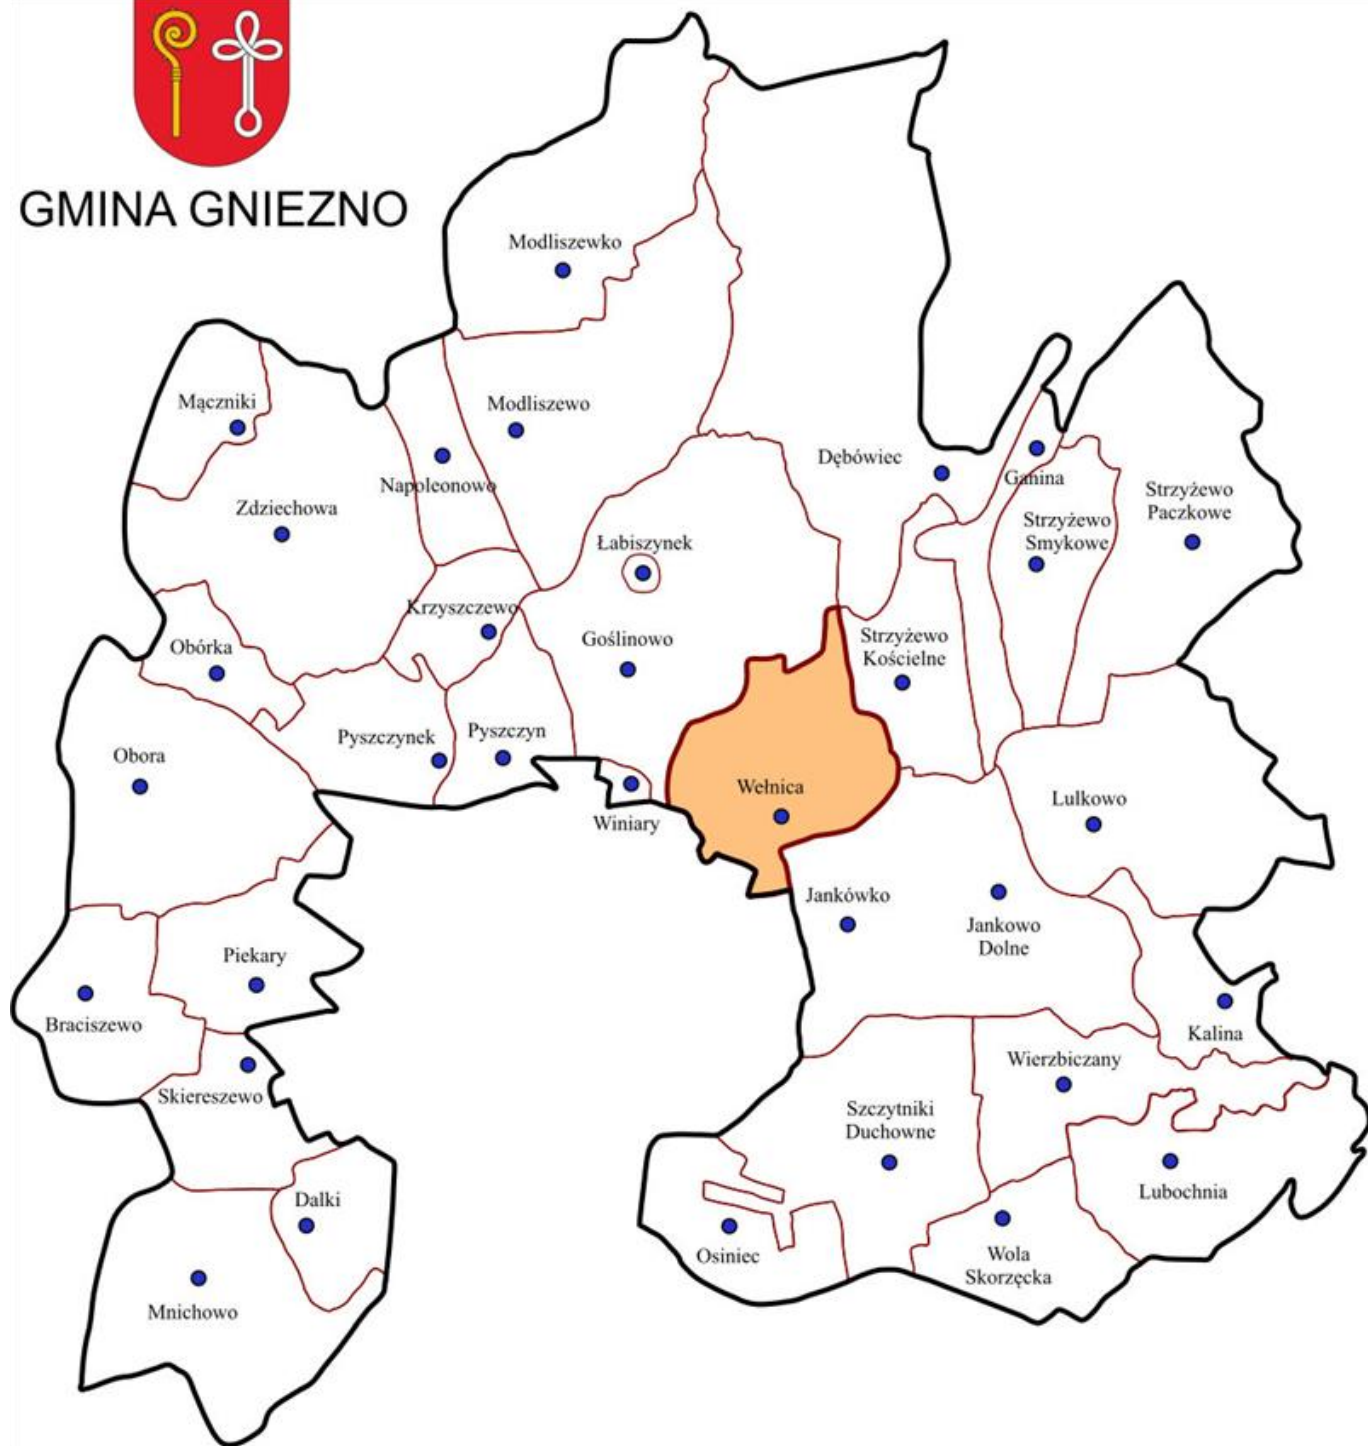 GMINA GNIEZNO
Modliszewko
Mączniki
Modliszewo
Dębówiec
Napoleonowo
Ganina
Strzyżewo
Paczkowe
Zdziechowa
Strzyżewo
Smykowe
Łabiszynek
Krzyszczewo
Goślinowo
Strzyżewo
Kościelne
Obórka
Pyszczynek
Pyszczyn
Obora
Wełnica
Lulkowo
Winiary
Jankówko
Jankowo
Dolne
Piekary
Braciszewo
Kalina
Wierzbiczany
Skiereszewo
Szczytniki
Duchowne
Lubochnia
Dalki
Osiniec
Wola
Skorzęcka
Mnichowo